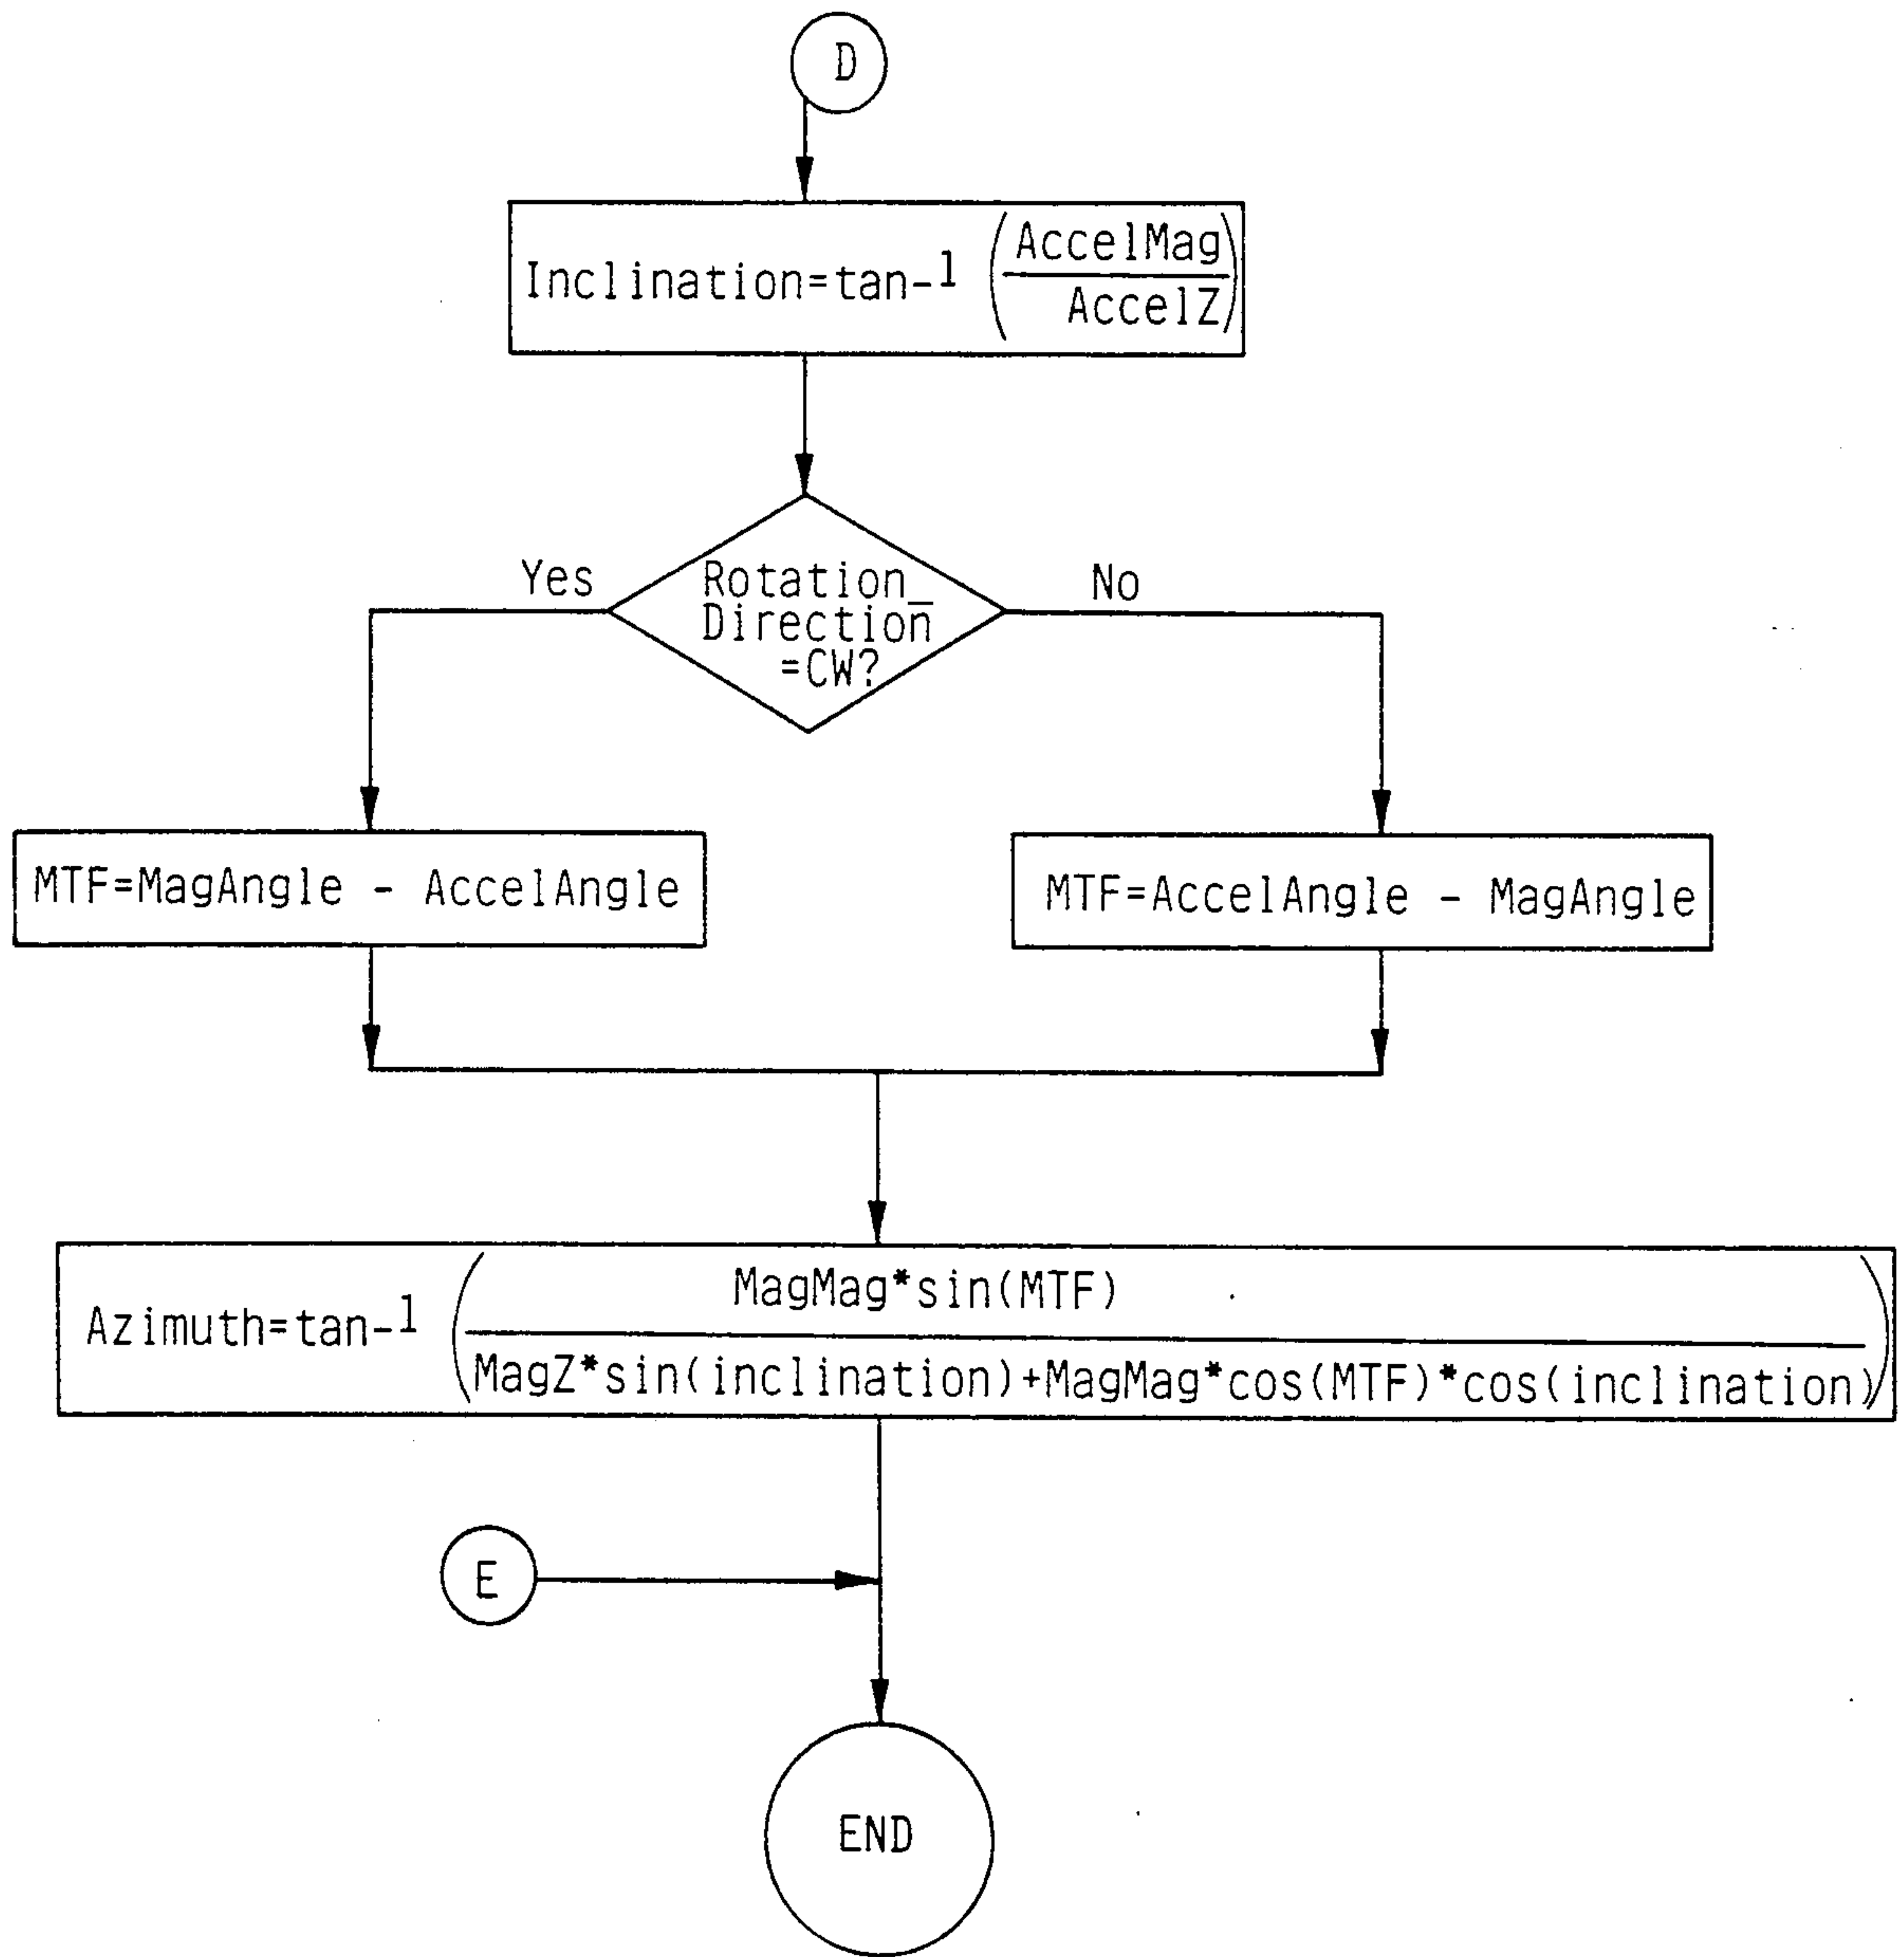 D
Inclination=tan-1 (AccelMag
AccelZ)
Yes
Rotation_
Direction
=CW?
No
MTF=MagAngle - AccelAngle
MTF=AccelAngle - MagAngle
MagMag*sin(MTF)
Azimuth=tan-1
(MagZ*sin(inclination)+MagMag*cos(MTF)*cos(inclination))
E
END